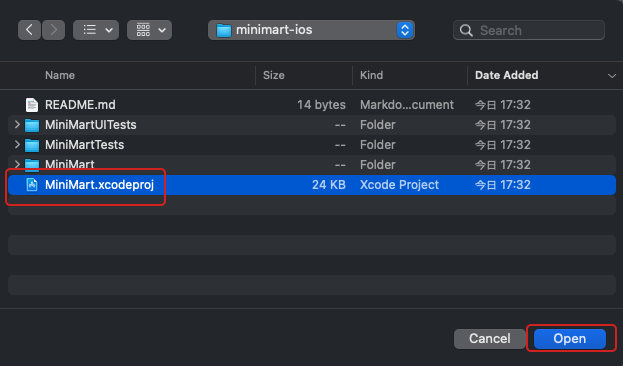 minimart-ios
Search
Name Size Kind Date Added
README.md 14 bytes Markdo...cument 今日 17:32
MiniMartUITests -- Folder 今日 17:32
MiniMartTests -- Folder 今日 17:32
MiniMart -- Folder 今日 17:32
MiniMart.xcodeproj 24 KB Xcode Project 今日 17:32
Cancel Open